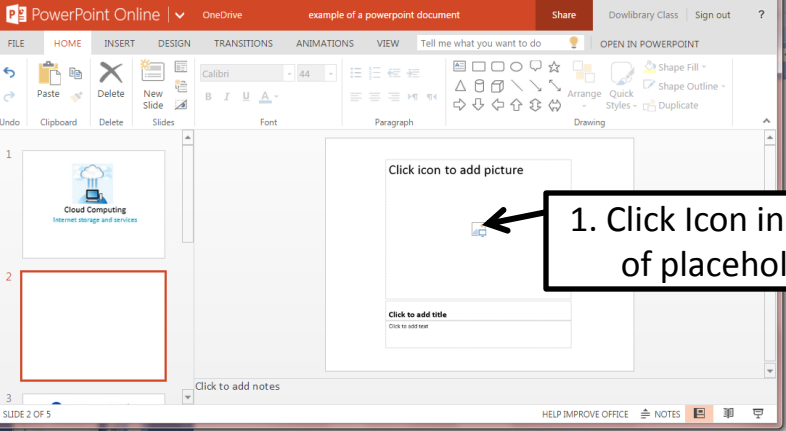 PowerPoint Online OneDrive example of a powerpoint document Share Dowlibrary Class Sign out ?
FILE HOME INSERT DESIGN TRANSITIONS ANIMATIONS VIEW Tell me what you want to do OPEN IN POWERPOINT
Calibri 44
Shape Fill
Paste Delete New Slide
B I U A
Arrange Quick Styles
Shape Outline
Duplicate
Undo Clipboard Delete Slides Font Paragraph Drawing
1
Cloud Computing
Internet storage and services
2
3
Click icon to add picture
1. Click Icon in
of placehol
Click to add title
Click to add text
Click to add notes
SLIDE 2 OF 5 HELP IMPROVE OFFICE NOTES